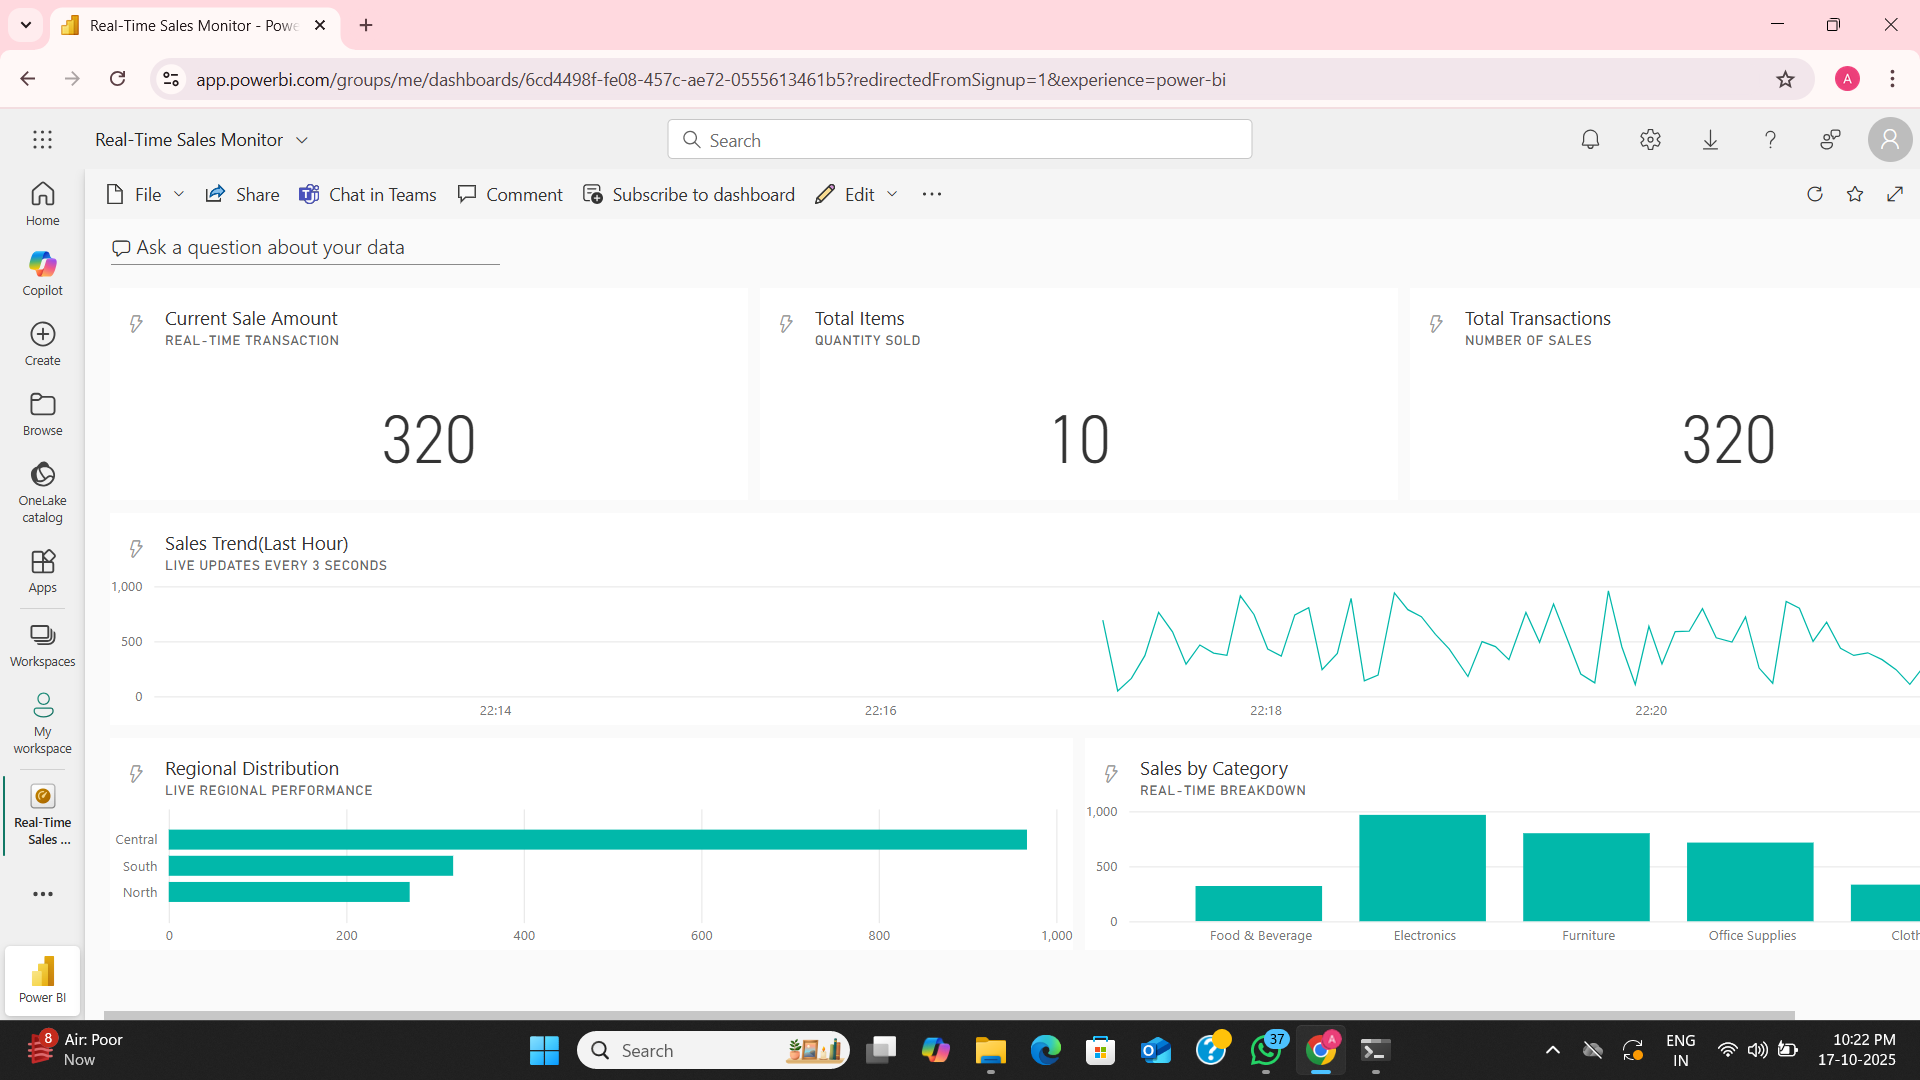 Real-Time Sales Monitor - Powe
app.powerbi.com/groups/me/dashboards/6cd4498f-fe08-457c-ae72-0555613461b5?redirectedFromSignup=1&experience=power-bi
A
Real-Time Sales Monitor
Search
File
Share
Chat in Teams
Comment
Subscribe to dashboard
Edit
Home
Copilot
Create
Browse
OneLake
catalog
Apps
Workspaces
My
workspace
Real-Time
Sales ...
Power BI
Ask a question about your data
Current Sale Amount
REAL-TIME TRANSACTION
320
Total Items
QUANTITY SOLD
10
Total Transactions
NUMBER OF SALES
320
Sales Trend(Last Hour)
LIVE UPDATES EVERY 3 SECONDS
1,000
500
0
22:14 22:16 22:18 22:20
Regional Distribution
LIVE REGIONAL PERFORMANCE
Central
South
North
0 200 400 600 800 1,000
Sales by Category
REAL-TIME BREAKDOWN
1,000
500
0
Food & Beverage Electronics Furniture Office Supplies Cloth
8
Air: Poor
Now
Search
37
A
ENG
IN
10:22 PM
17-10-2025